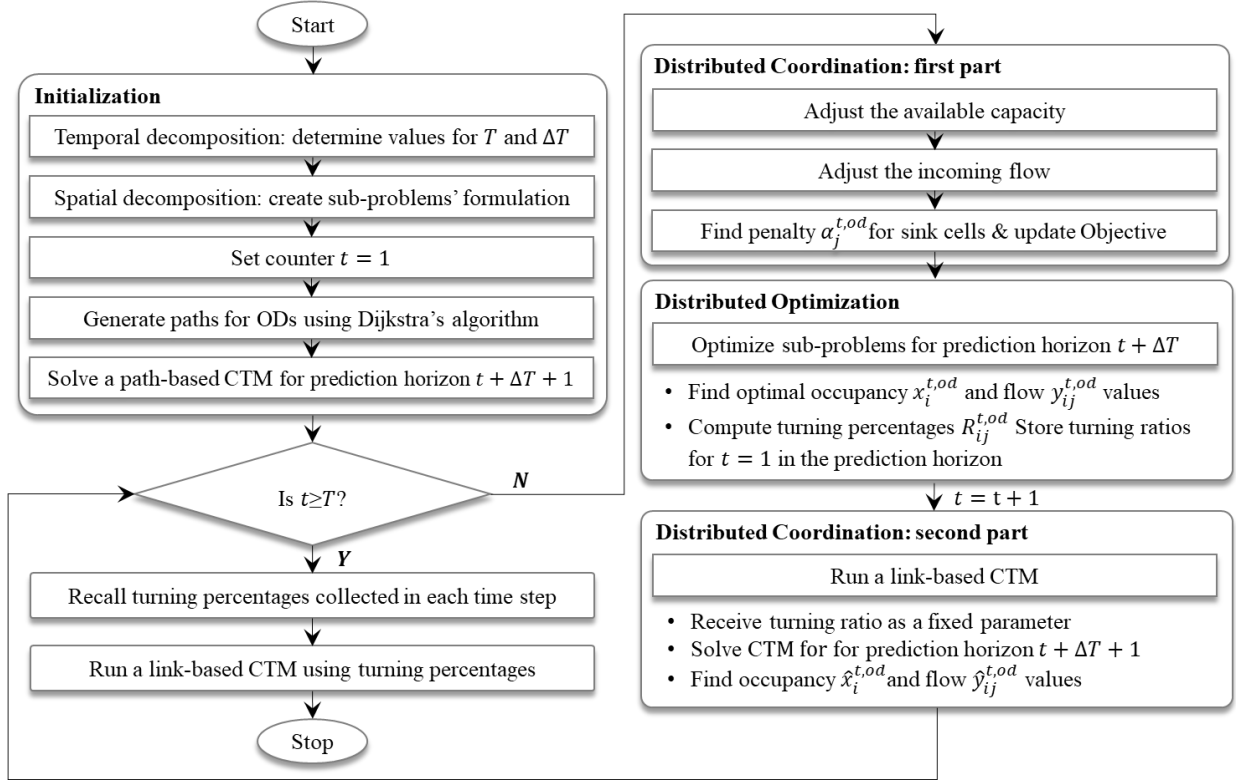 Start
Initialization
Temporal decomposition: determine values for T and ΔT
Spatial decomposition: create sub-problems' formulation
Set counter t = 1
Generate paths for ODs using Dijkstra's algorithm
Solve a path-based CTM for prediction horizon t + ΔT + 1
Is t≥T?
N
Y
Recall turning percentages collected in each time step
Run a link-based CTM using turning percentages
Stop
Distributed Coordination: first part
Adjust the available capacity
Adjust the incoming flow
Find penalty α_j^{t,od} for sink cells & update Objective
Distributed Optimization
Optimize sub-problems for prediction horizon t + ΔT
• Find optimal occupancy x_i^{t,od} and flow y_{ij}^{t,od} values
• Compute turning percentages R_{ij}^{t,od} Store turning ratios
for t = 1 in the prediction horizon
t = t + 1
Distributed Coordination: second part
Run a link-based CTM
• Receive turning ratio as a fixed parameter
• Solve CTM for for prediction horizon t + ΔT + 1
• Find occupancy x̂_i^{t,od} and flow ŷ_{ij}^{t,od} values